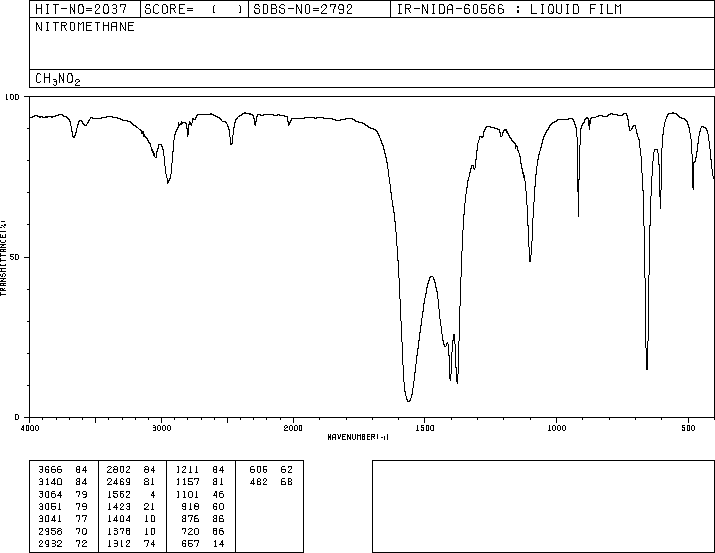 HIT-NO=2037 SCORE= ( ) SDBS-NO=2792 IR-NIDA-60566 : LIQUID FILM
NITROMETHANE
CH3NO2
100
50
0
TRANSMITTANCE(%)
4000 3000 2000 1500 1000 500
WAVENUMBER(-1)
3666 84 2802 84 1211 84 606 62
3140 84 2469 81 1157 81 482 68
3064 79 1562 4 1101 46
3051 79 1423 21 918 60
3041 77 1404 10 876 86
2956 70 1378 10 720 86
2932 72 1312 74 657 14